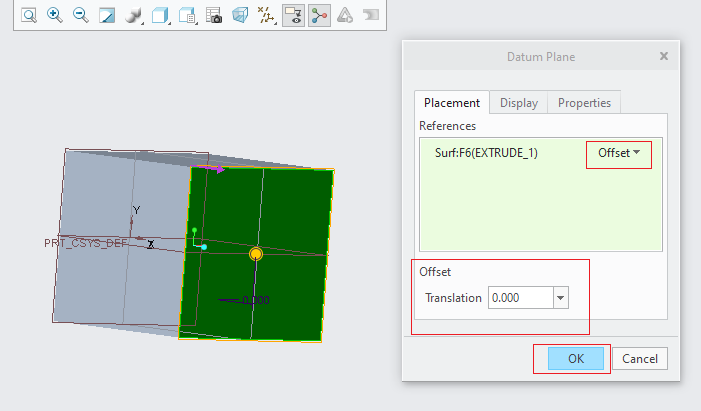 Datum Plane
Placement Display Properties
References
Surf:F6(EXTRUDE_1) Offset
Y
PRT_CSYS_DEF Z
0.000
Offset
Translation 0.000
OK Cancel